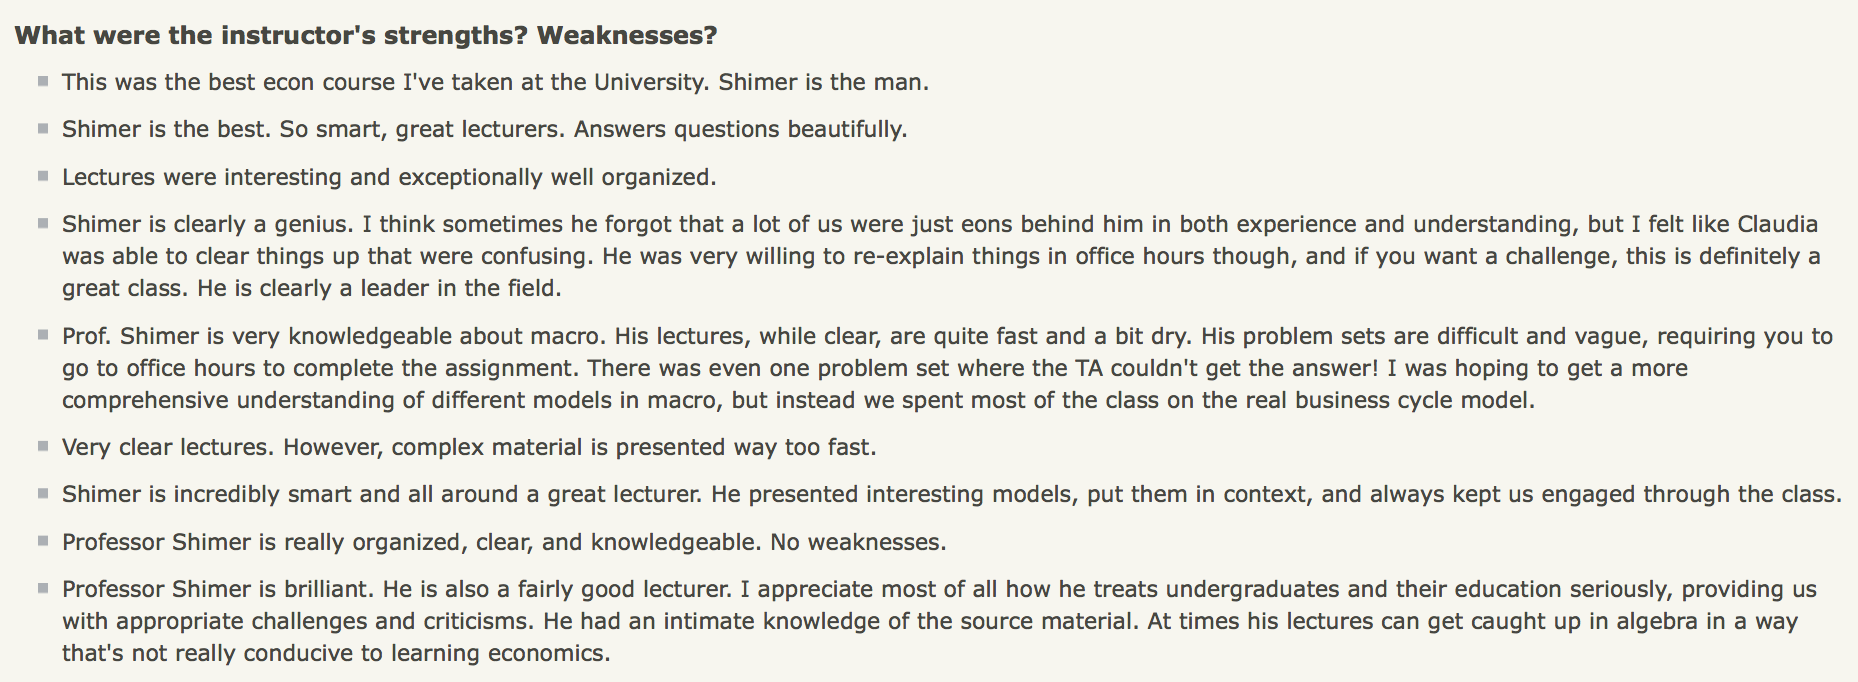 What were the instructor's strengths? Weaknesses?
This was the best econ course I've taken at the University. Shimer is the man.
Shimer is the best. So smart, great lecturers. Answers questions beautifully.
Lectures were interesting and exceptionally well organized.
Shimer is clearly a genius. I think sometimes he forgot that a lot of us were just eons behind him in both experience and understanding, but I felt like Claudia
was able to clear things up that were confusing. He was very willing to re-explain things in office hours though, and if you want a challenge, this is definitely a
great class. He is clearly a leader in the field.
Prof. Shimer is very knowledgeable about macro. His lectures, while clear, are quite fast and a bit dry. His problem sets are difficult and vague, requiring you to
go to office hours to complete the assignment. There was even one problem set where the TA couldn't get the answer! I was hoping to get a more
comprehensive understanding of different models in macro, but instead we spent most of the class on the real business cycle model.
Very clear lectures. However, complex material is presented way too fast.
Shimer is incredibly smart and all around a great lecturer. He presented interesting models, put them in context, and always kept us engaged through the class.
Professor Shimer is really organized, clear, and knowledgeable. No weaknesses.
Professor Shimer is brilliant. He is also a fairly good lecturer. I appreciate most of all how he treats undergraduates and their education seriously, providing us
with appropriate challenges and criticisms. He had an intimate knowledge of the source material. At times his lectures can get caught up in algebra in a way
that's not really conducive to learning economics.